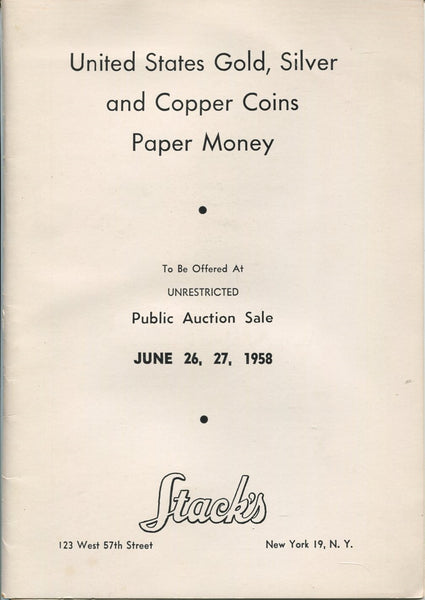 United States Gold, Silver
and Copper Coins
Paper Money
To Be Offered At
UNRESTRICTED
Public Auction Sale
JUNE 26, 27, 1958
Stack's
123 West 57th Street New York 19, N. Y.